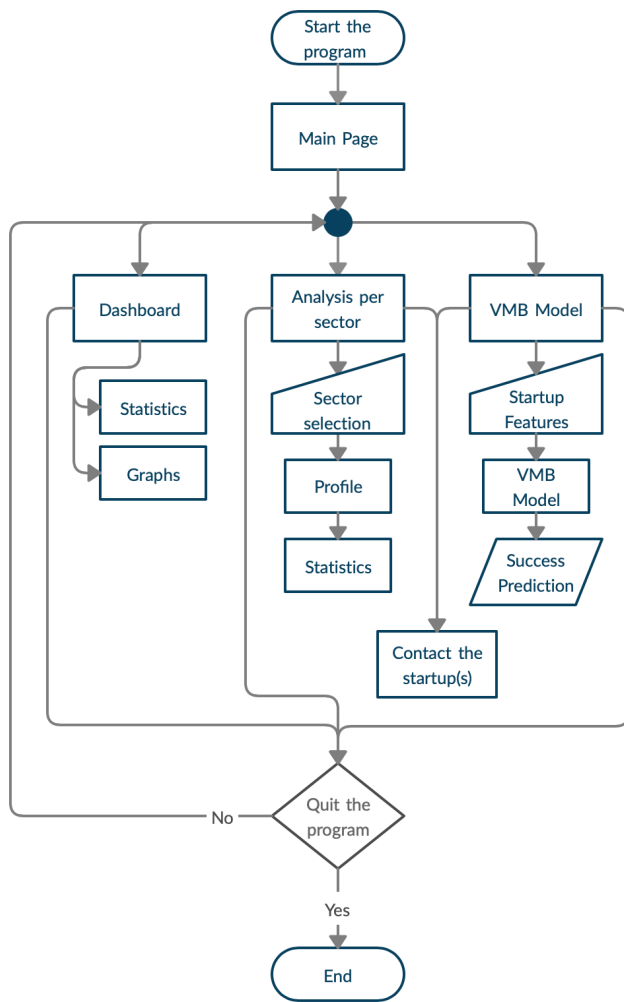 Start the
program
Main Page
Dashboard
Analysis per
sector
VMB Model
Statistics
Graphs
Sector
selection
Profile
Statistics
Startup
Features
VMB
Model
Success
Prediction
Contact the
startup(s)
Quit the
program
No
Yes
End